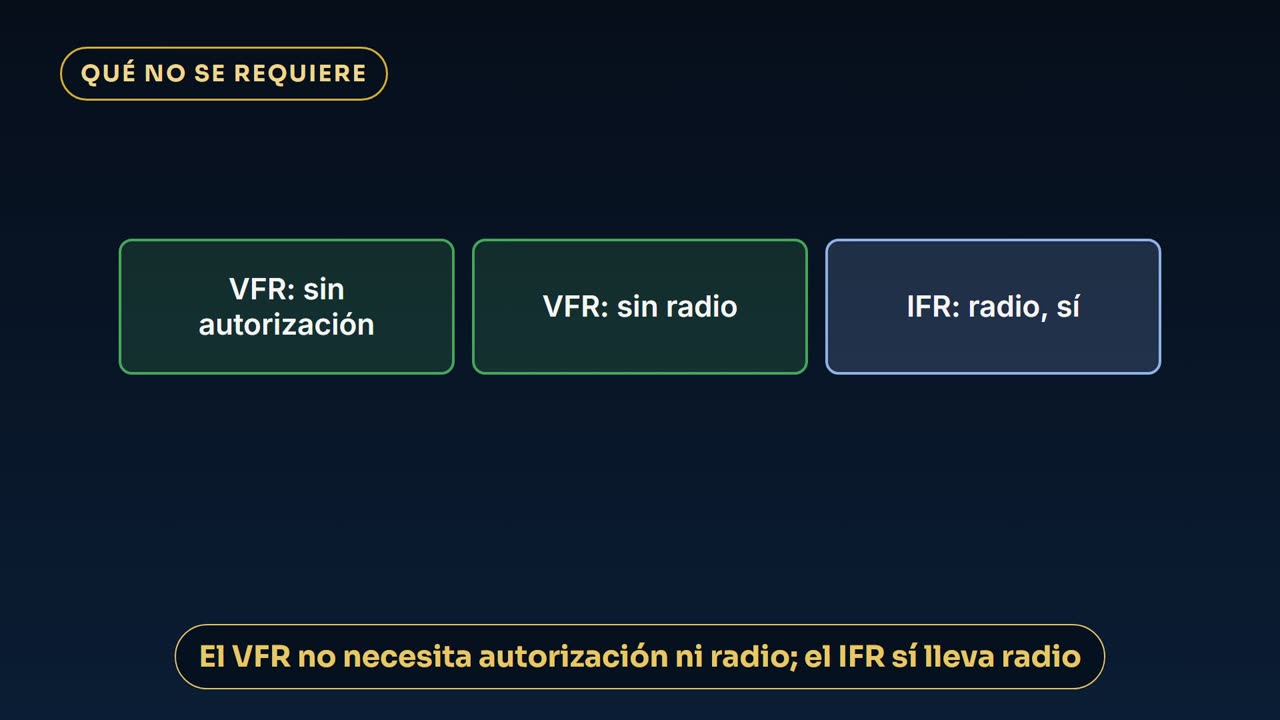 QUÉ NO SE REQUIERE
VFR: sin
autorización
VFR: sin radio
IFR: radio, sí
El VFR no necesita autorización ni radio; el IFR sí lleva radio